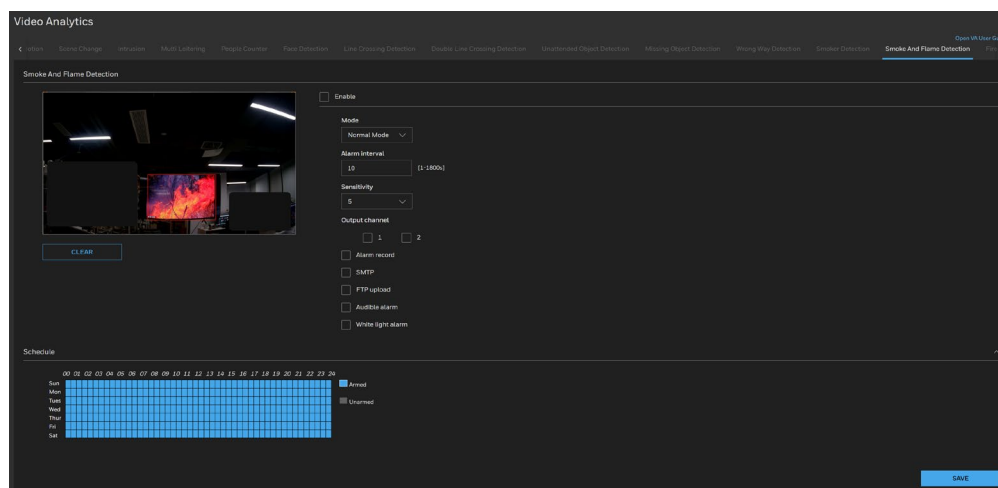 Video Analytics
Open VA User G
Scene Change Intrusion Multi Loitering People Counter Face Detection Line Crossing Detection Double Line Crossing Detection Unattended Object Detection Missing Object Detection Wrong Way Detection Smoker Detection Smoke And Flame Detection Fire
Smoke And Flame Detection
Enable
Mode
Normal Mode
Alarm interval
10 [1-1800s]
Sensitivity
5
Output channel
1 2
CLEAR
Alarm record
SMTP
FTP upload
Audible alarm
White light alarm
Schedule
00 01 02 03 04 05 06 07 08 09 10 11 12 13 14 15 16 17 18 19 20 21 22 23 24
Sun
Armed
Mon
Tues
Unarmed
Wed
Thur
Fri
Sat
SAVE